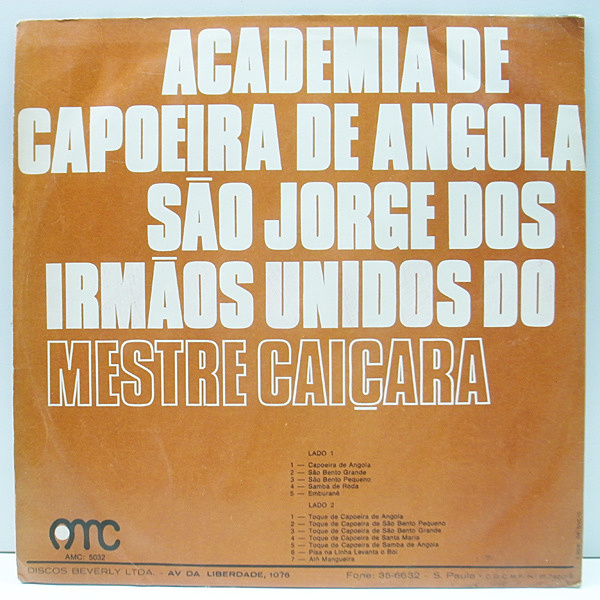 ACADEMIA DE
CAPOEIRA DE ANGOLA
SÃO JORGE DOS
IRMÃOS UNIDOS DO
MESTRE CAIÇARA
LADO 1
1 — Capoeira de Angola
2 — São Bento Grande
3 — São Bento Pequeno
4 — Samba de Roda
5 — Emburanê
LADO 2
1 — Toque de Capoeira de Angola
2 — Toque de Capoeira de São Bento Pequeno
3 — Toque de Capoeira de São Bento Grande
4 — Toque de Capoeira de Santa Maria
5 — Toque de Capoeira de Samba de Angola
6 — Pisa na Linha Levanta o Boi
7 — Alô Mangueira
AMC
AMC: 5032
DISCOS BEVERLY LTDA. — AV DA LIBERDADE, 1076 Fone: 35-6632 — S. Paulo